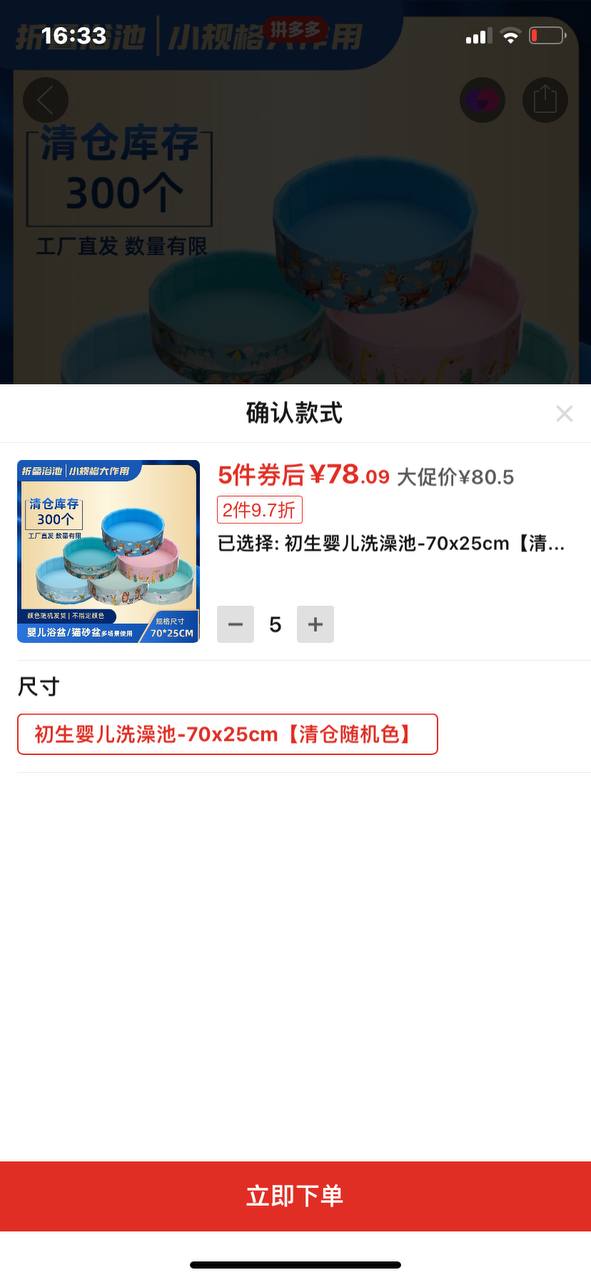 折叠浴池｜小规格大作用
16:33
拼多多
清仓库存
300个
工厂直发 数量有限
确认款式
折叠浴池｜小规格大作用
清仓库存
300个
工厂直发 数量有限
颜色随机发货｜不指定颜色
婴儿浴盆/猫砂盆多场景使用
规格尺寸
70*25CM
5件券后¥78.09 大促价¥80.5
2件9.7折
已选择: 初生婴儿洗澡池-70x25cm【清...
5
尺寸
初生婴儿洗澡池-70x25cm【清仓随机色】
立即下单